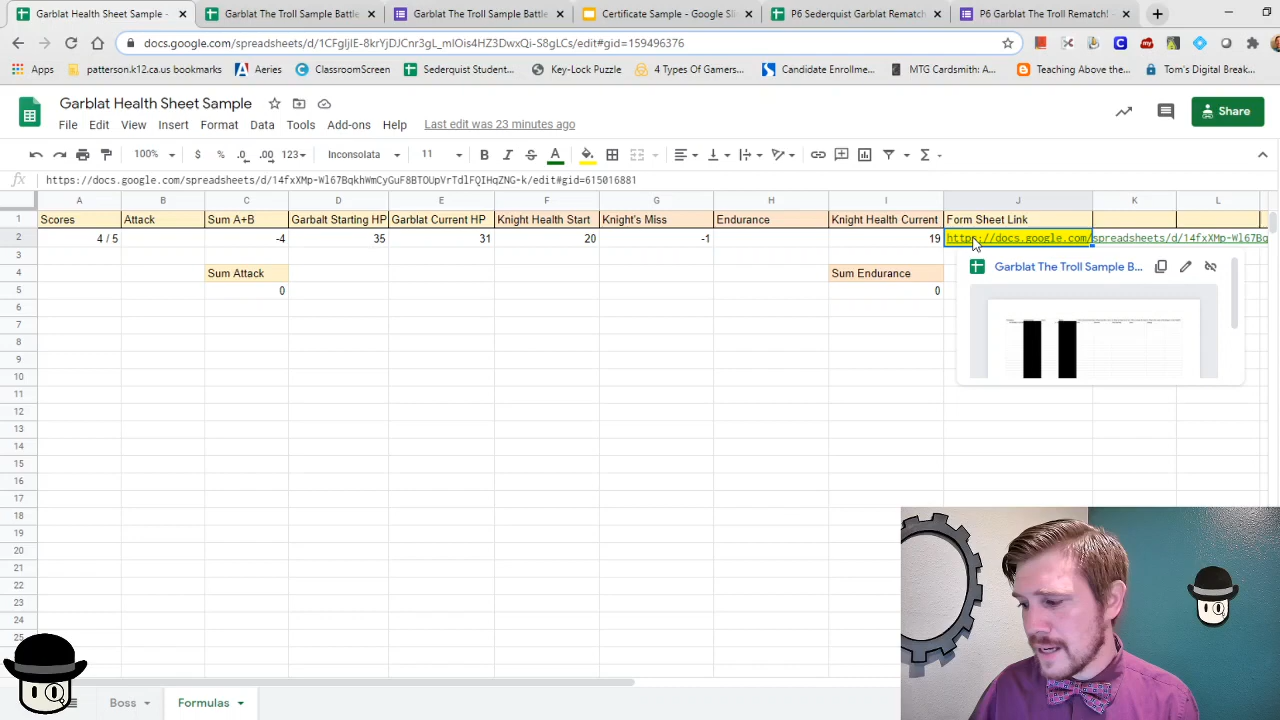 Garblat Health Sheet Sample - 
Garblat The Troll Sample Battle
Garblat The Troll Sample Battle
Certificate Sample - Google Sli
P6 Sederquist Garblat Rematch
P6 Garblat The Troll Rematch! -
docs.google.com/spreadsheets/d/1CFgIjIE-8krYjDJCnr3gL_mIOis4HZ3DwxQi-S8gLCs/edit#gid=159496376
Apps
patterson.k12.ca.us bookmarks
Aeries
ClassroomScreen
Sederquist Student...
Key-Lock Puzzle
4 Types Of Gamers...
Candidate Enrollme...
MTG Cardsmith: A...
Teaching Above the...
Tom's Digital Break...
Garblat Health Sheet Sample
File Edit View Insert Format Data Tools Add-ons Help Last edit was 23 minutes ago
Share
100% $ % .0 .00 123 Inconsolata 11 B I S A
fx https://docs.google.com/spreadsheets/d/14fxXMp-Wl67BqkhWmCyGuF8BTOUpVrTdlFQIHqZNG-k/edit#gid=615016881
A B C D E F G H I J K L
1 Scores Attack Sum A+B Garbalt Starting HP Garblat Current HP Knight Health Start Knight's Miss Endurance Knight Health Current Form Sheet Link
2 4 / 5 -4 35 31 20 -1 19 https://docs.google.com/spreadsheets/d/14fxXMp-Wl67Bq
3
Garblat The Troll Sample B...
4 Sum Attack Sum Endurance
5 0 0
6
7
8
9
10
11
12
13
14
15
16
17
18
19
20
21
22
23
24
25
Boss Formulas